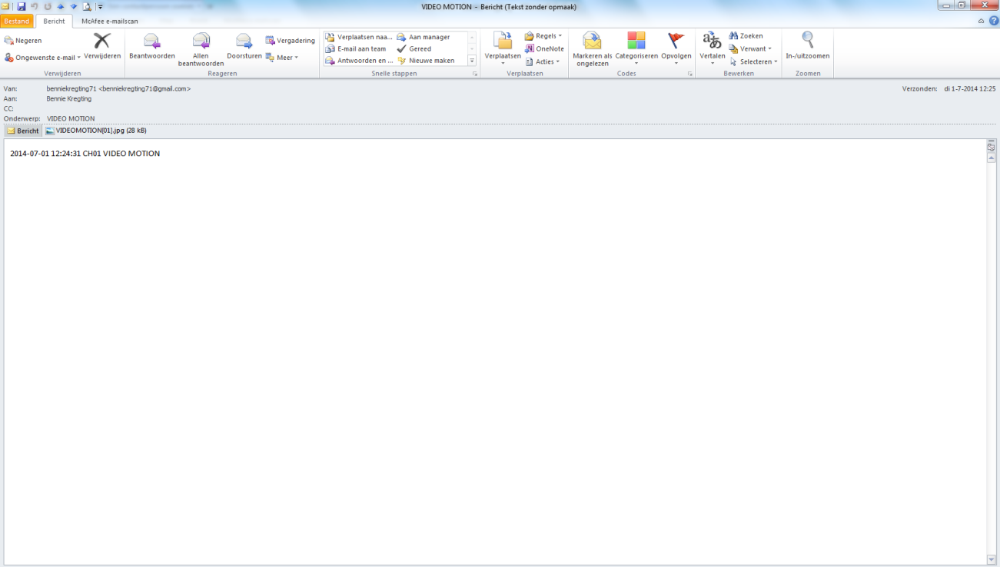 VIDEO MOTION - Bericht (Tekst zonder opmaak)
Bestand Bericht McAfee e-mailscan
Negeren
Ongewenste e-mail
Verwijderen
Verwijderen
Beantwoorden
Allen beantwoorden
Doorsturen
Vergadering
Meer
Reageren
Verplaatsen naa...
E-mail aan team
Antwoorden en ...
Aan manager
Gereed
Nieuwe maken
Snelle stappen
Verplaatsen
Regels
OneNote
Acties
Verplaatsen
Markeren als ongelezen
Categoriseren
Opvolgen
Codes
Vertalen
Zoeken
Verwant
Selecteren
Bewerken
In-/uitzoomen
Zoomen
Van: benniekregting71 <benniekregting71@gmail.com> Verzonden: di 1-7-2014 12:25
Aan: Bennie Kregting
CC:
Onderwerp: VIDEO MOTION
Bericht VIDEOMOTION[01].jpg (28 kB)
2014-07-01 12:24:31 CH01 VIDEO MOTION